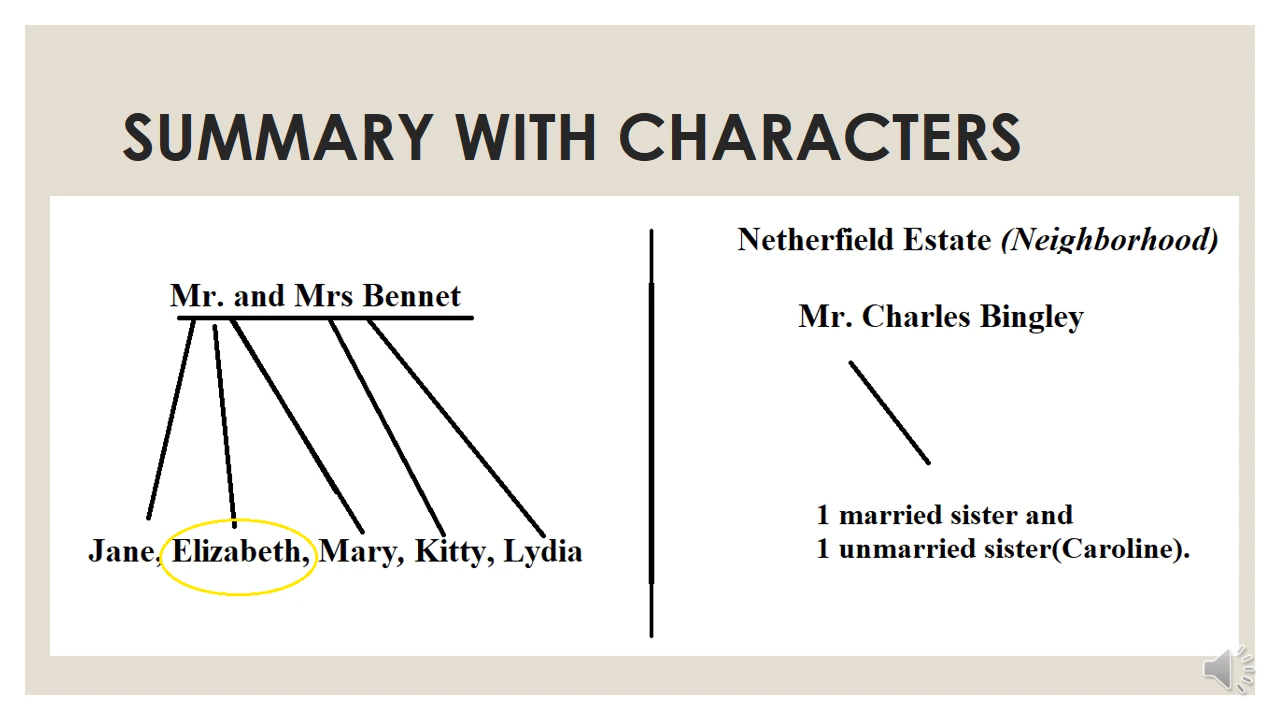 SUMMARY WITH CHARACTERS
Mr. and Mrs Bennet
Jane, Elizabeth, Mary, Kitty, Lydia
Netherfield Estate (Neighborhood)
Mr. Charles Bingley
1 married sister and
1 unmarried sister(Caroline).